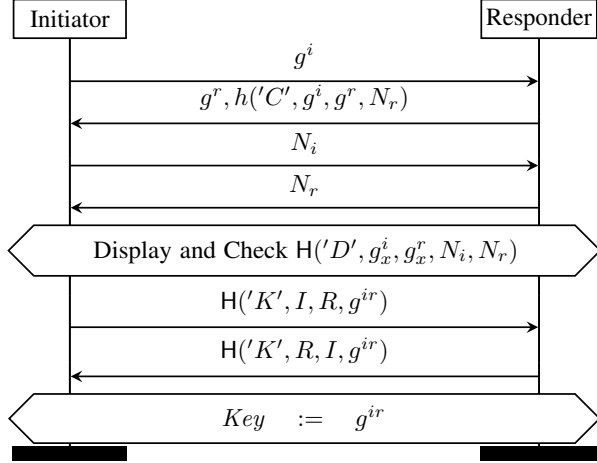 Initiator Responder
g^i
g^r, h('C', g^i, g^r, N_r)
N_i
N_r
Display and Check H('D', g_x^i, g_x^r, N_i, N_r)
H('K', I, R, g^{ir})
H('K', R, I, g^{ir})
Key := g^{ir}